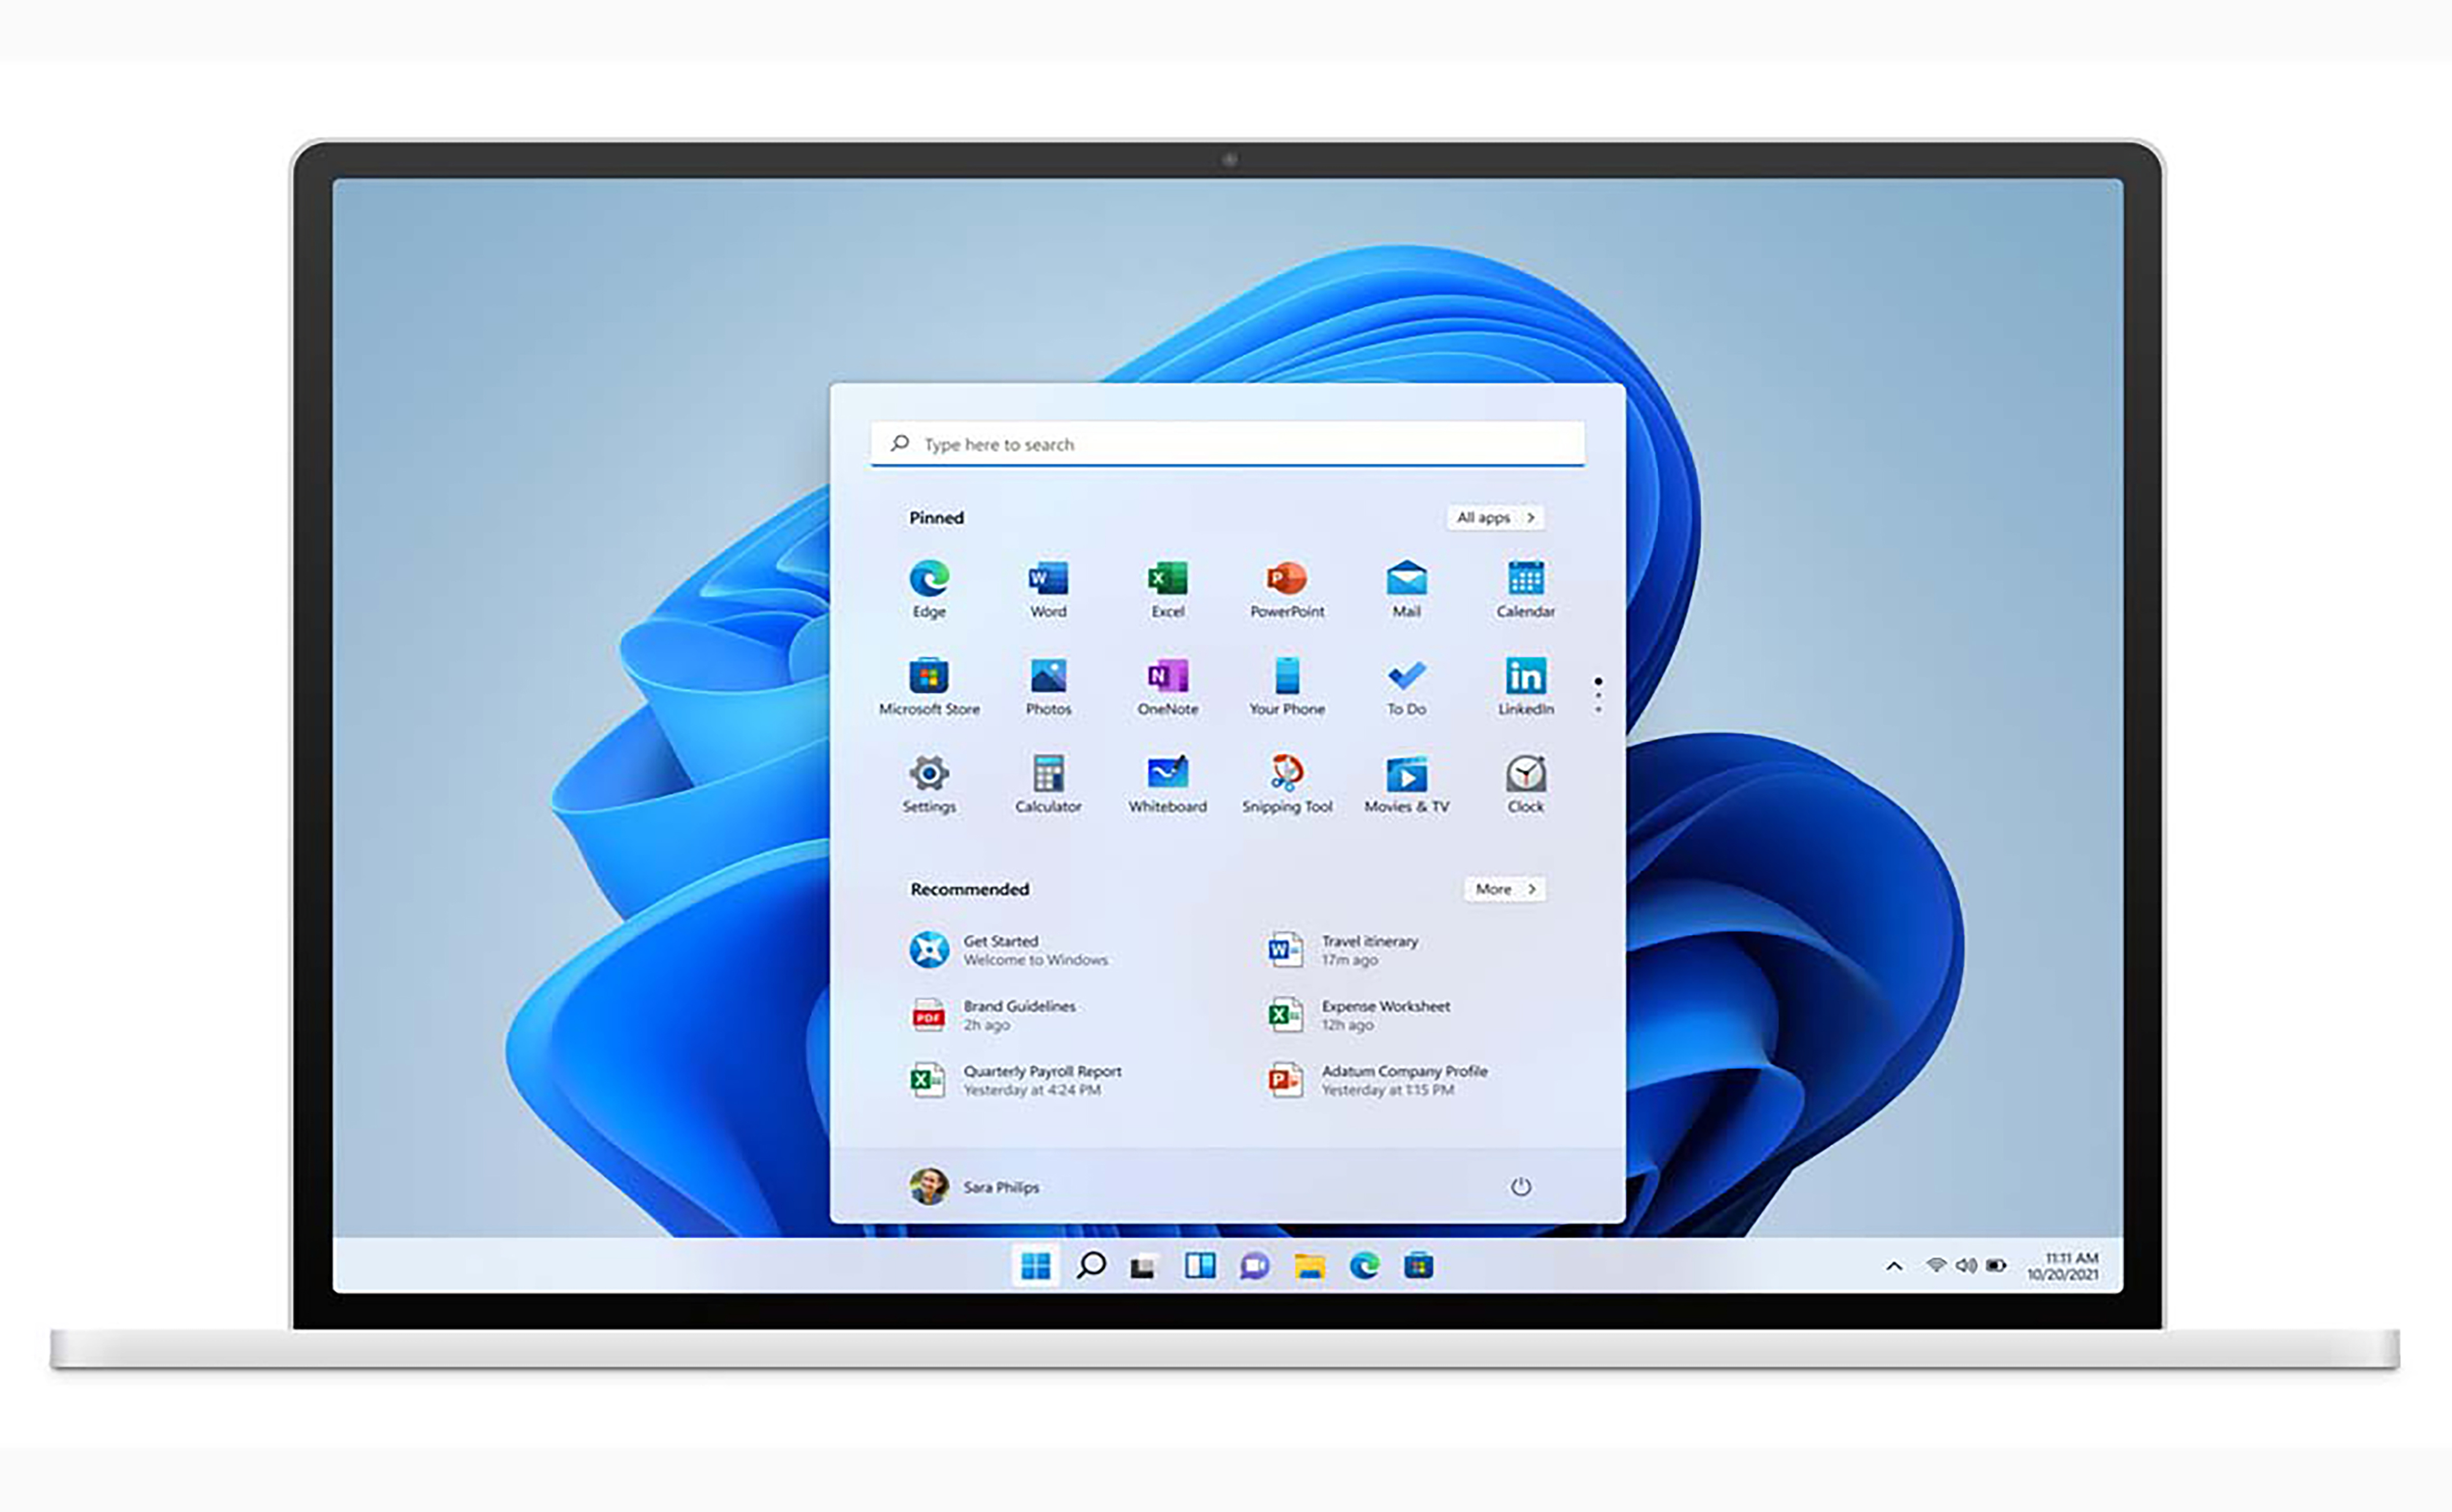 Type here to search
Pinned
All apps
Edge
Word
Excel
PowerPoint
Mail
Calendar
Microsoft Store
Photos
OneNote
Your Phone
To Do
LinkedIn
Settings
Calculator
Whiteboard
Snipping Tool
Movies & TV
Clock
Recommended
More
Get Started
Welcome to Windows
Travel itinerary
17m ago
Brand Guidelines
2h ago
Expense Worksheet
12h ago
Quarterly Payroll Report
Yesterday at 4:24 PM
Adatum Company Profile
Yesterday at 1:15 PM
Sara Philips
11:11 AM
10/20/2021